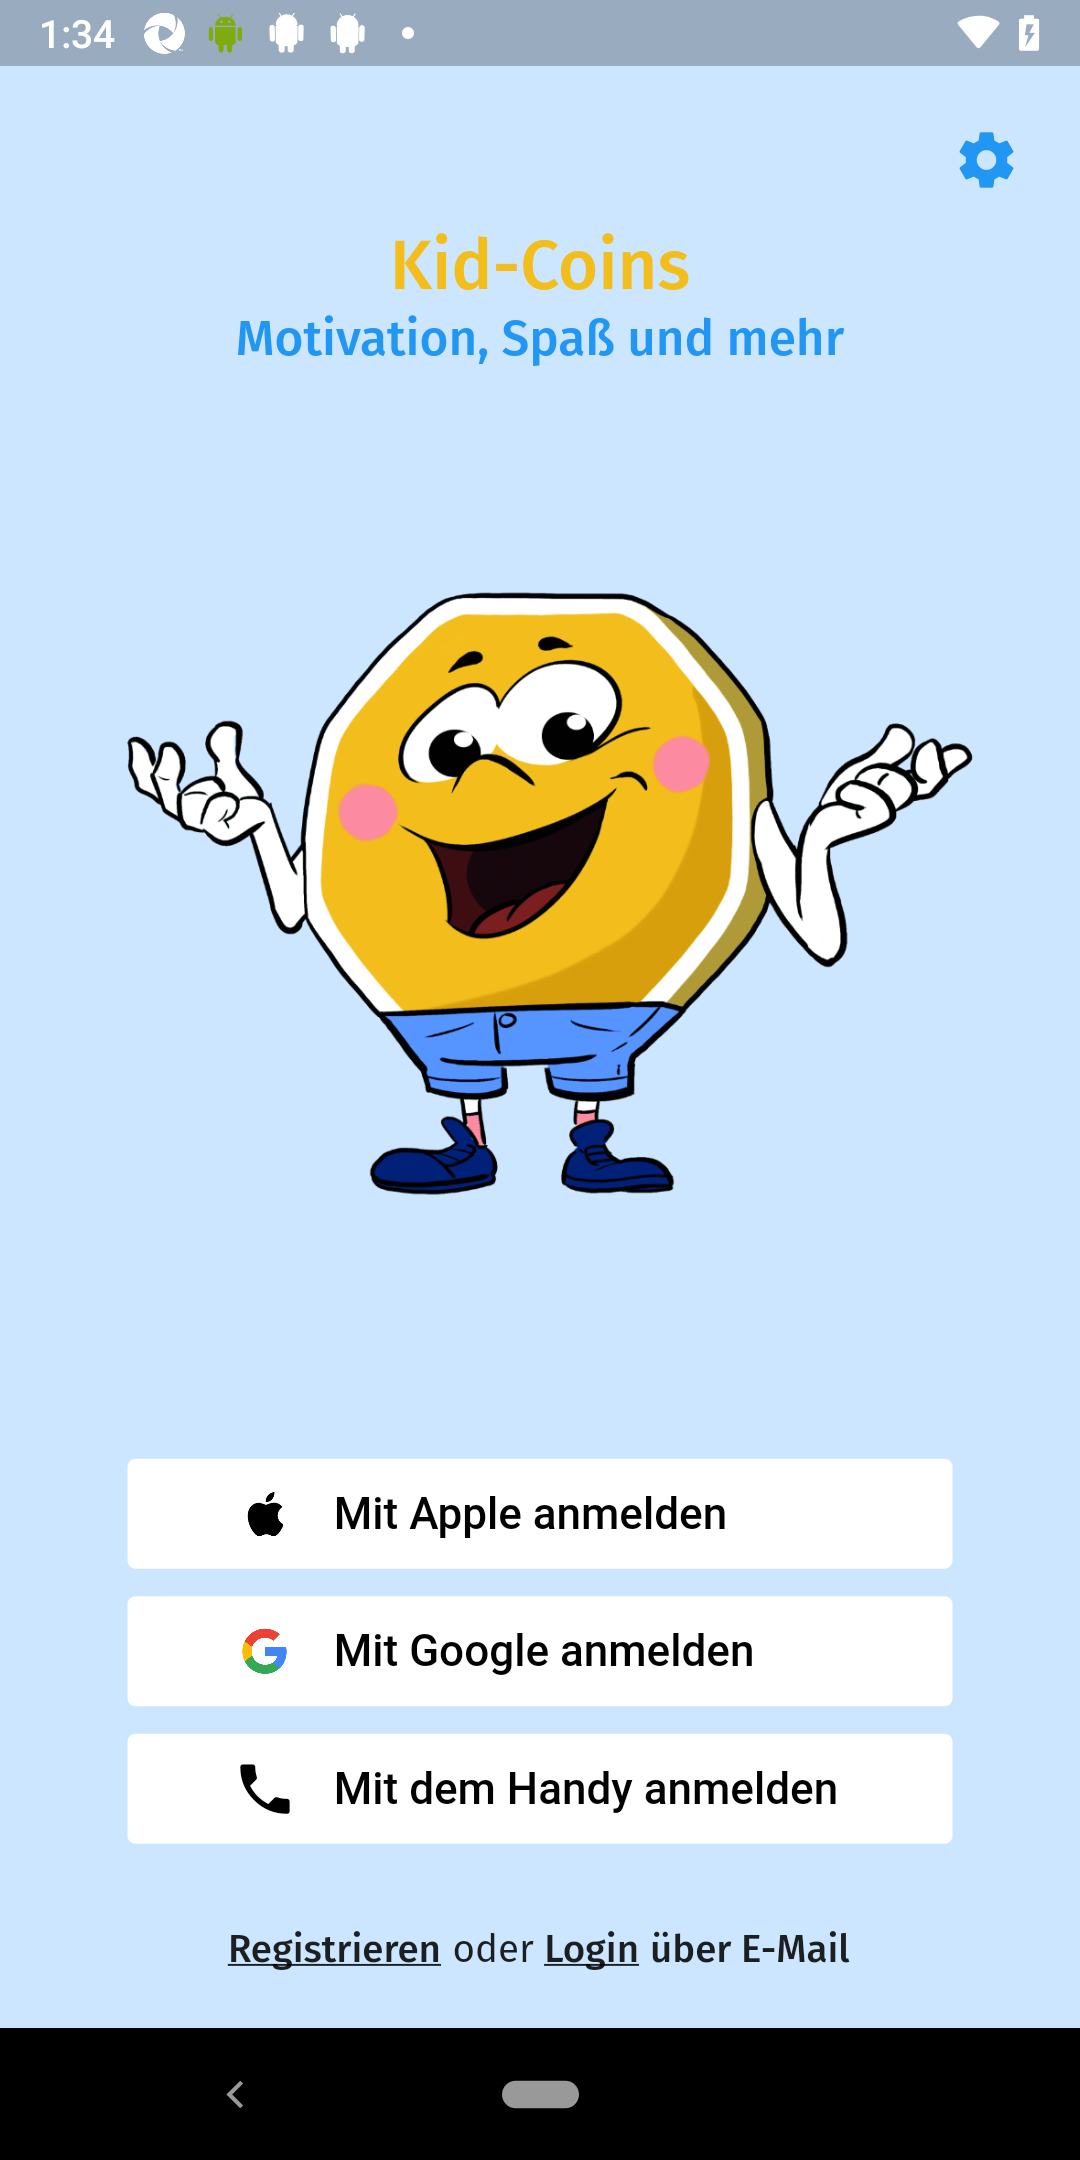 1:34
Kid-Coins
Motivation, Spaß und mehr
Mit Apple anmelden
Mit Google anmelden
Mit dem Handy anmelden
Registrieren oder Login über E-Mail